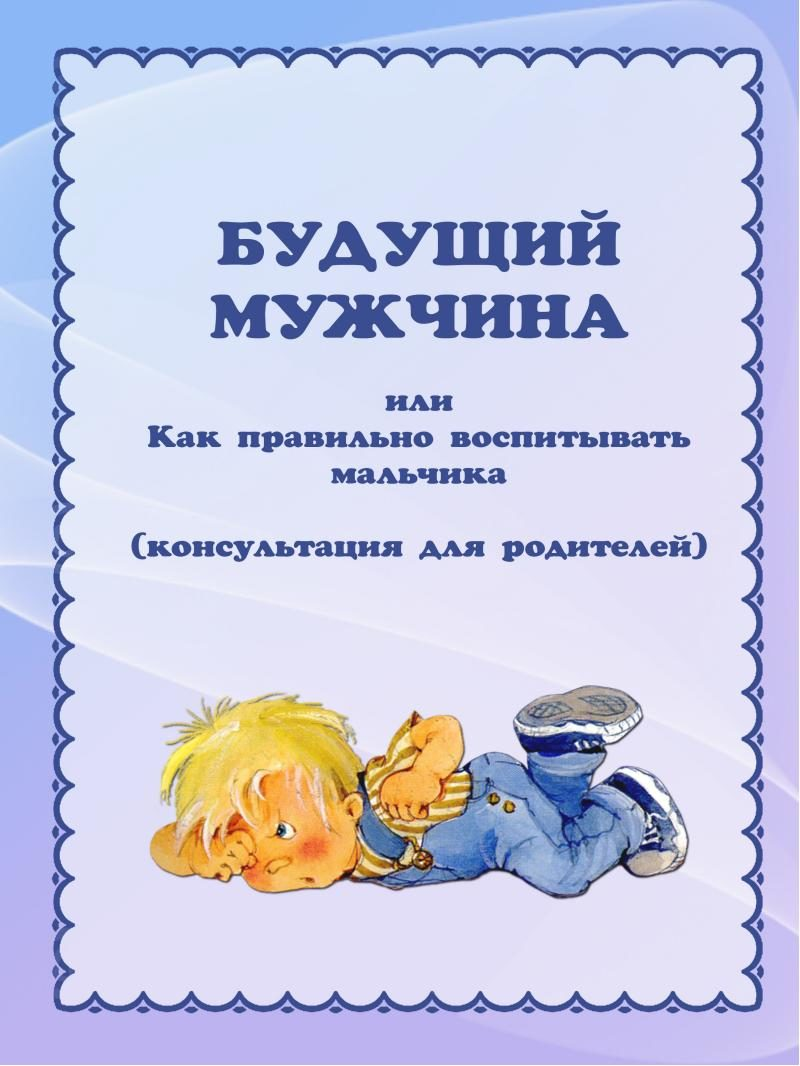 БУДУЩИЙ
МУЖЧИНА
или
Как правильно воспитывать
мальчика
(консультация для родителей)